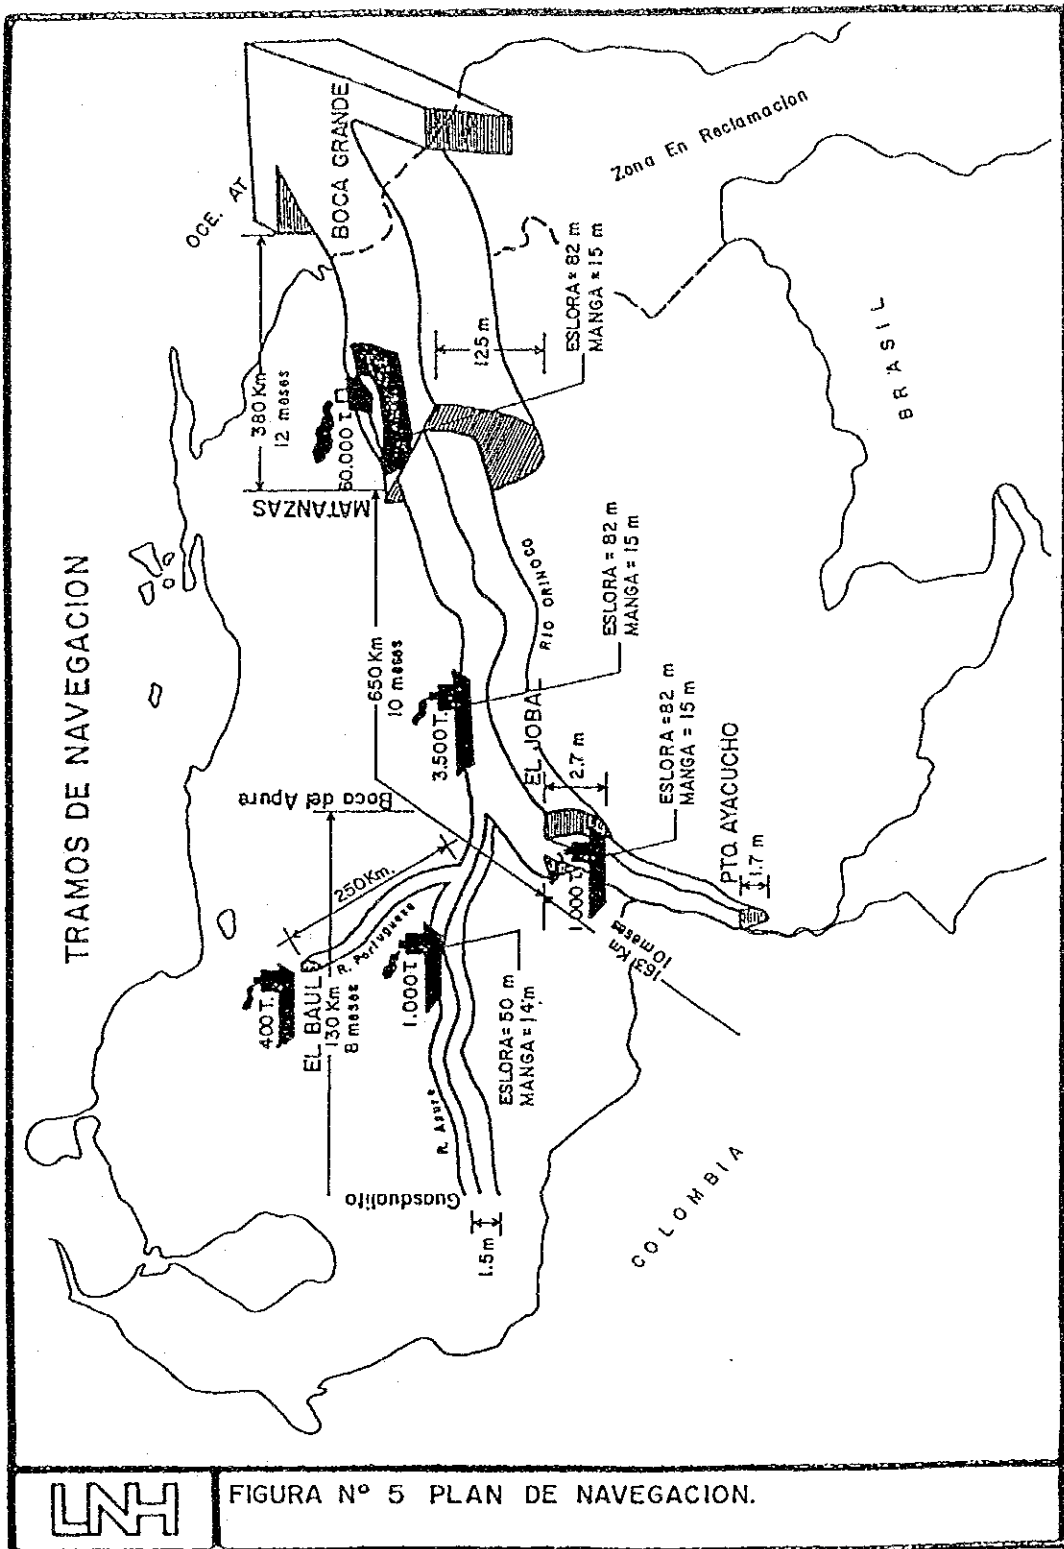 TRAMOS DE NAVEGACION
OCE. AT
BOCA GRANDE
380 Km
12 meses
60.000 T.
MATANZAS
Zona En Reclamacion
ESLORA = 82 m
MANGA = 15 m
12.5 m
BRASIL
650 Km
10 meses
3.500 T.
RIO ORINOCO
ESLORA = 82 m
MANGA = 15 m
Boca del Apure
EL JOBAL
2.7 m
ESLORA = 82 m
MANGA = 15 m
PTO. AYACUCHO
1.7 m
1.000 T.
163 Km
10 meses
250 Km.
R. Portuguesa
400 T.
EL BAUL
130 Km
8 meses
1.000 T.
R. Apure
ESLORA = 50 m
MANGA = 14 m
Guasdualito
1.5 m
COLOMBIA
LNH
FIGURA Nº 5 PLAN DE NAVEGACION.